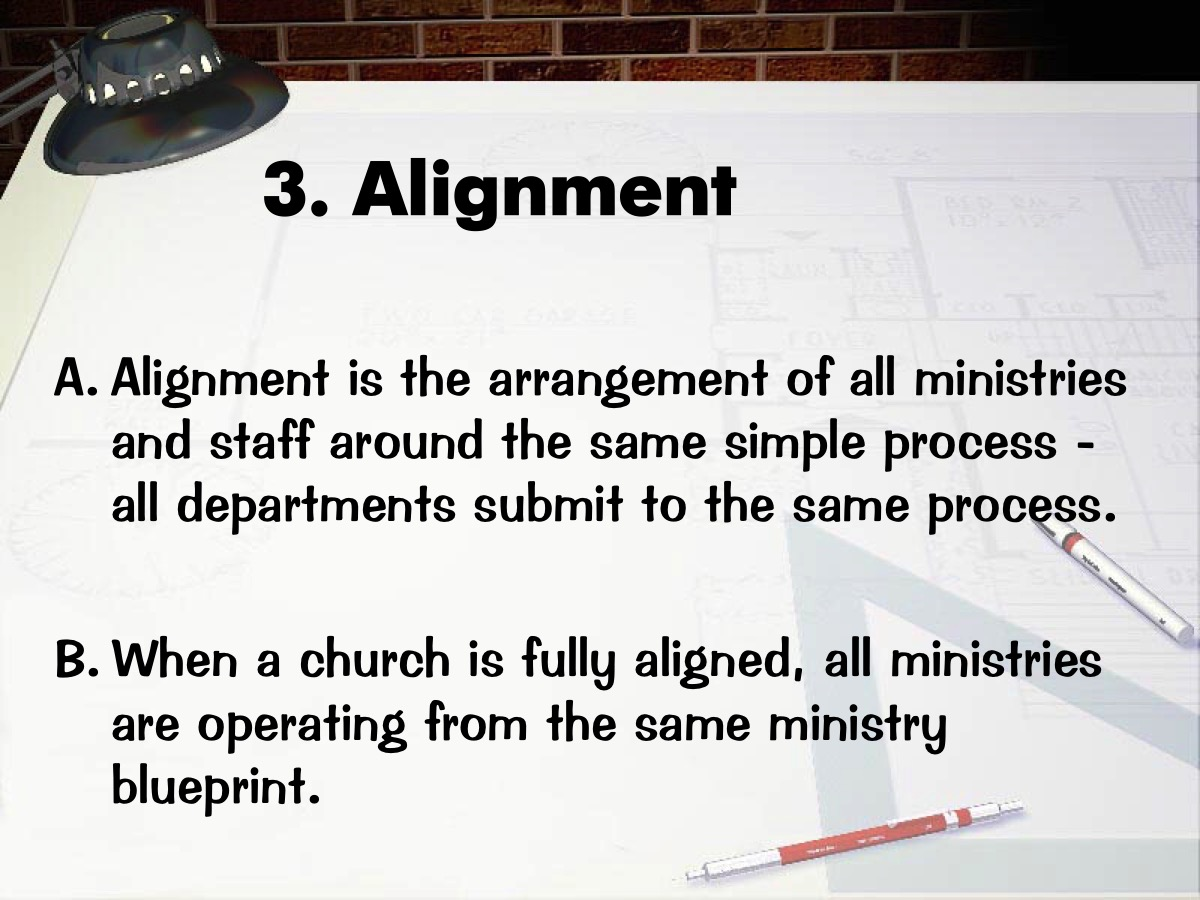 3. Alignment
A. Alignment is the arrangement of all ministries
and staff around the same simple process -
all departments submit to the same process.
B. When a church is fully aligned, all ministries
are operating from the same ministry
blueprint.